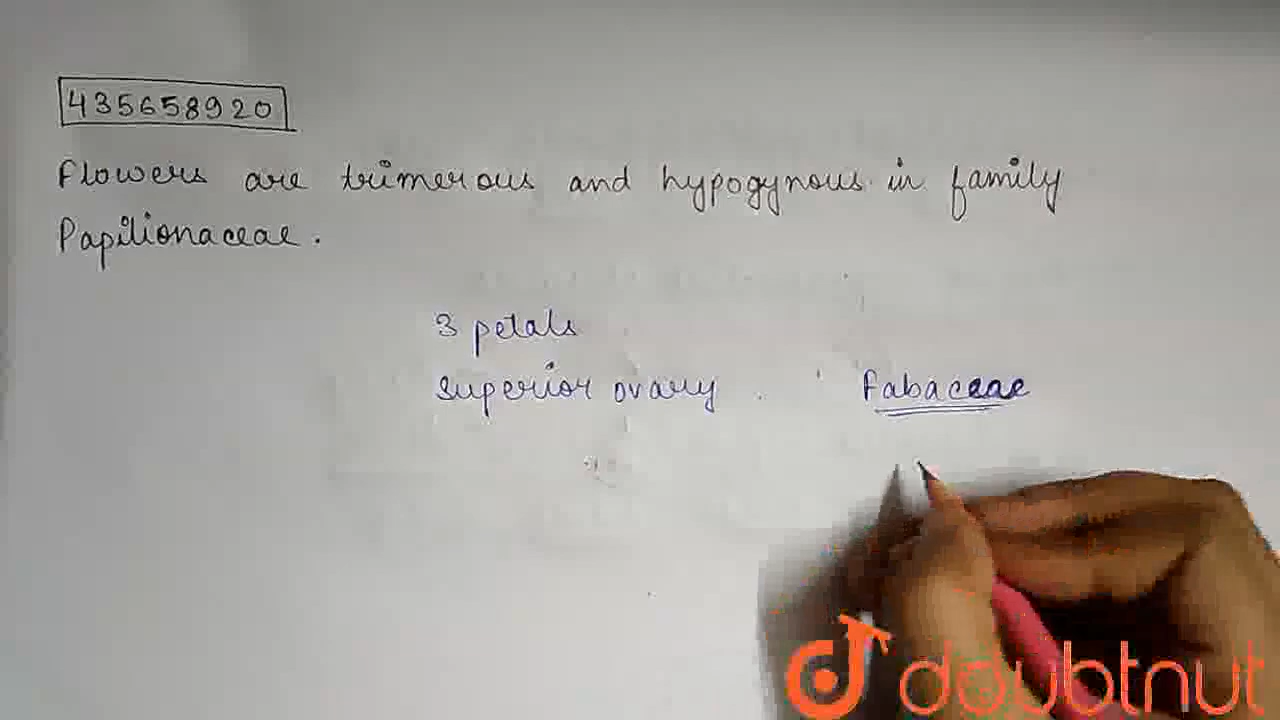 435658920
Flowers are trimerous and hypogynous in family
Papilionaceae.
3 petals
superior ovary
Fabaceae
doubtnut